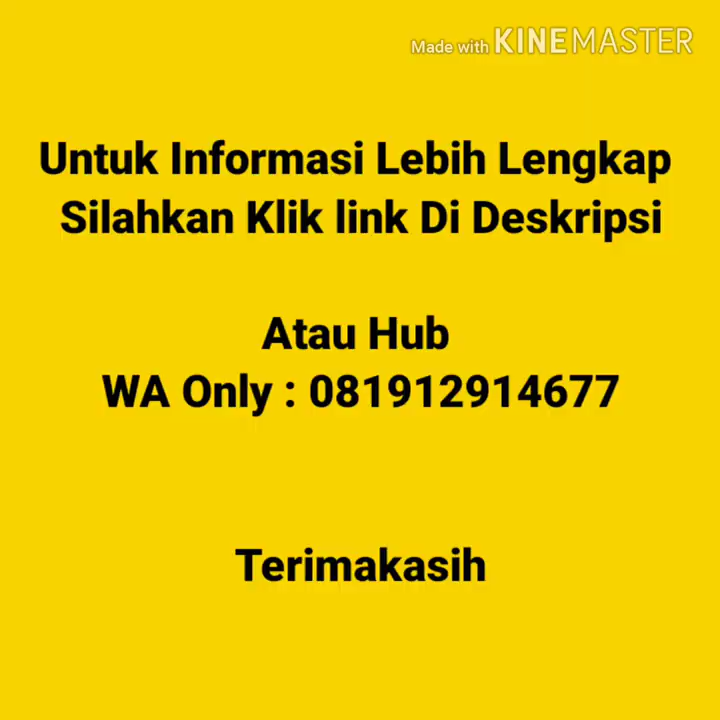 Made with KINEMASTER
Untuk Informasi Lebih Lengkap
Silahkan Klik link Di Deskripsi
Atau Hub
WA Only : 081912914677
Terimakasih